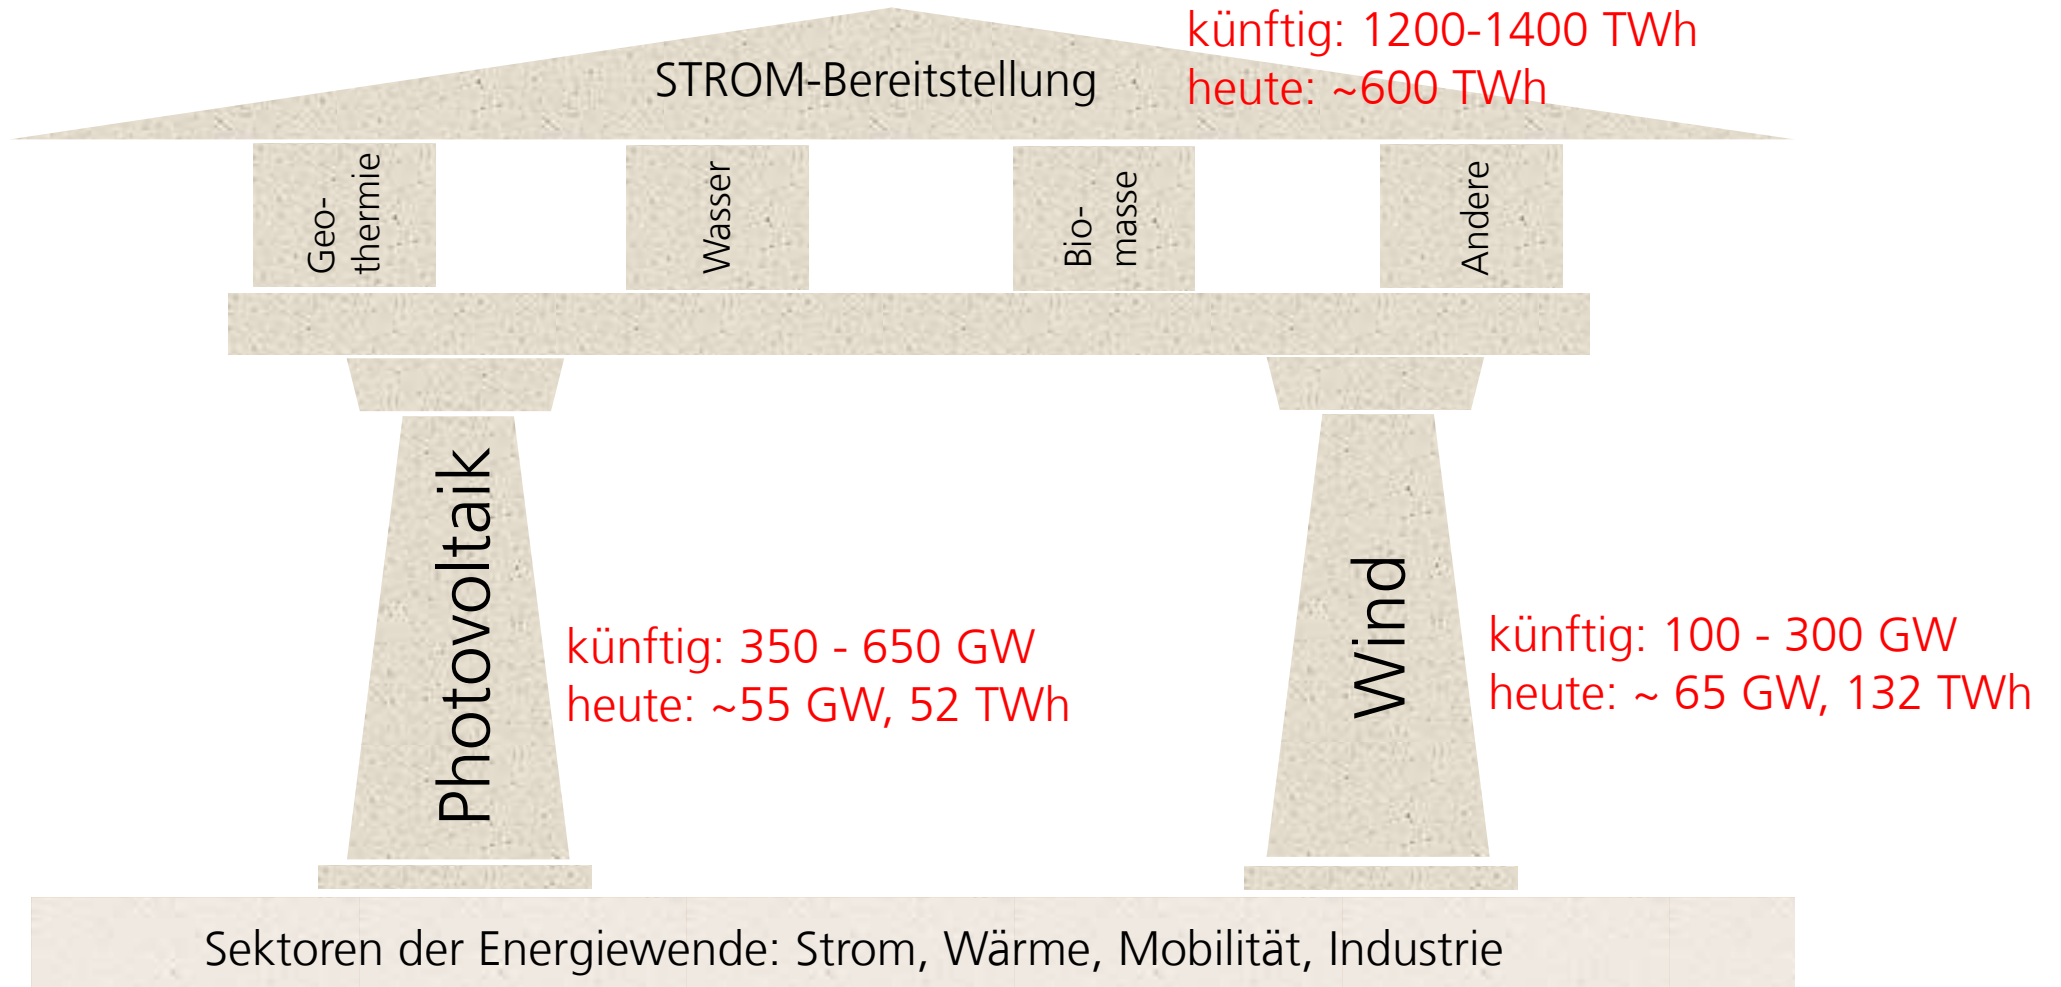 künftig: 1200-1400 TWh
heute: ~600 TWh
STROM-Bereitstellung
Geo-
thermie
Wasser
Bio-
masse
Andere
Photovoltaik
künftig: 350 - 650 GW
heute: ~55 GW, 52 TWh
Wind
künftig: 100 - 300 GW
heute: ~ 65 GW, 132 TWh
Sektoren der Energiewende: Strom, Wärme, Mobilität, Industrie